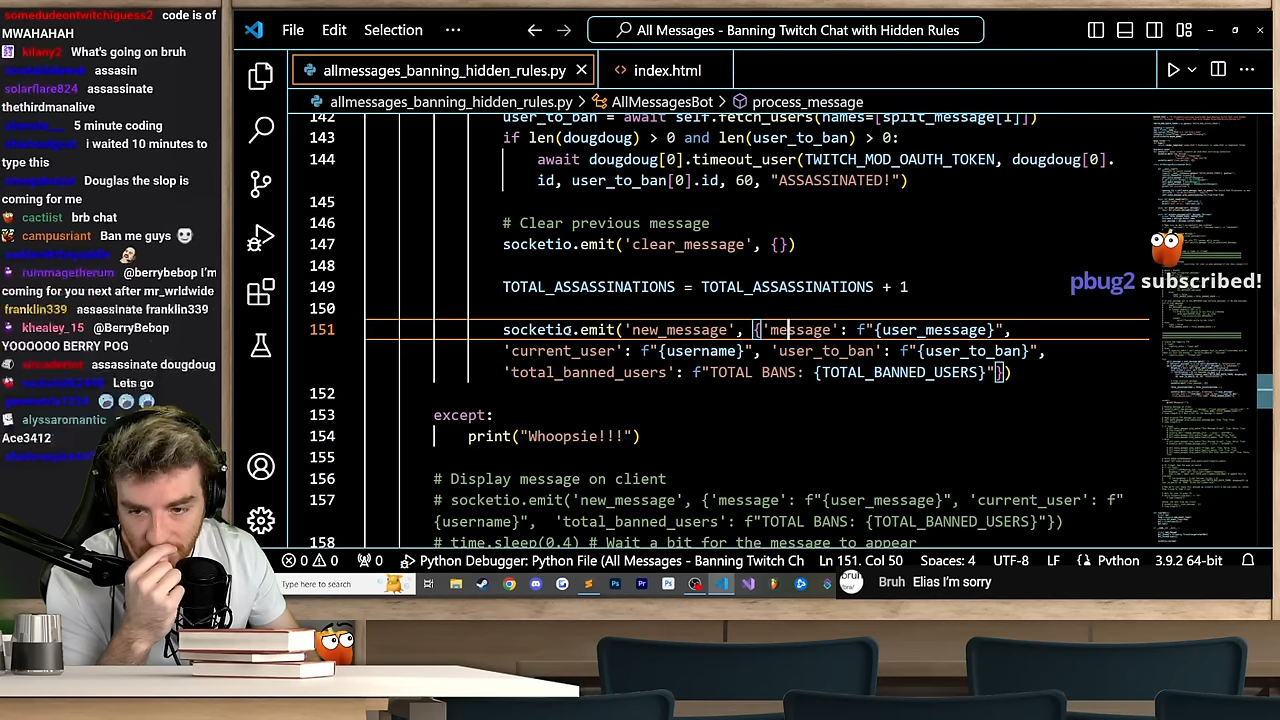 somedudeontwitchiguess2 code is of
MWAHAHAH
kilany2 What's going on bruh
assasin
solarflare824 assassinate
thethirdmanalive
5 minute coding
i waited 10 minutes to
type this
Douglas the slop is
coming for me
cactiist brb chat
campusriant Ban me guys
rummagetherum @berrybebop I'm
coming for you next after mr_wrldwide
franklin339 assassinate franklin339
khealey_15 @BerryBebop
YOOOOOO BERRY POG
assassinate dougdoug
Lets go
alyssaromantic
Ace3412
File Edit Selection ···
All Messages - Banning Twitch Chat with Hidden Rules
allmessages_banning_hidden_rules.py
index.html
allmessages_banning_hidden_rules.py > AllMessagesBot > process_message
142 user_to_ban = await self.fetch_users(names=[split_message[1]])
143 if len(dougdoug) > 0 and len(user_to_ban) > 0:
144 await dougdoug[0].timeout_user(TWITCH_MOD_OAUTH_TOKEN, dougdoug[0].
id, user_to_ban[0].id, 60, "ASSASSINATED!")
145
146 # Clear previous message
147 socketio.emit('clear_message', {})
148
149 TOTAL_ASSASSINATIONS = TOTAL_ASSASSINATIONS + 1
150
151 socketio.emit('new_message', {'message': f"{user_message}",
'current_user': f"{username}", 'user_to_ban': f"{user_to_ban}",
'total_banned_users': f"TOTAL BANS: {TOTAL_BANNED_USERS}"})
152
153 except:
154 print("Whoopsie!!!")
155
156 # Display message on client
157 # socketio.emit('new_message', {'message': f"{user_message}", 'current_user': f"
{username}", 'total_banned_users': f"TOTAL BANS: {TOTAL_BANNED_USERS}"})
158 # time.sleep(0.4) # Wait a bit for the message to appear
pbug2 subscribed!
0 0 0 Python Debugger: Python File (All Messages - Banning Twitch Ch Ln 151, Col 50 Spaces: 4 UTF-8 LF Python 3.9.2 64-bit
Type here to search
bruh
Bruh Elias I'm sorry